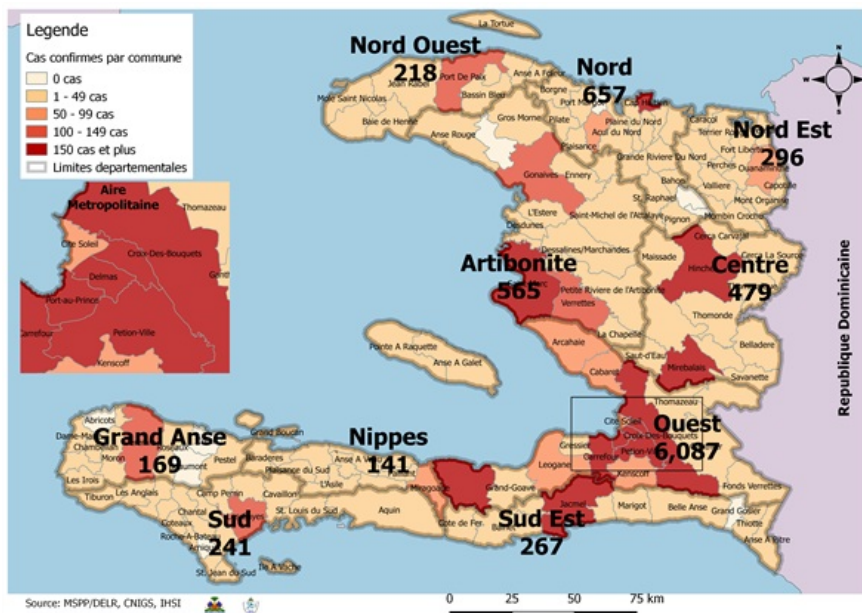 Legende
Cas confirmes par commune
0 cas
1 - 49 cas
50 - 99 cas
100 - 149 cas
150 cas et plus
Limites departementales
Aire
Metropolitaine
Thomazeau
Cite Soleil
Croix-Des-Bouquets
Delmas
Port-au-Prince
Carrefour
Petion-Ville
Kenscoff
La Tortue
Nord Ouest
218
Port De Paix
Jean Rabel
Anse A Foleur
Mole Saint Nicolas
Bassin Bleu
Baie de Henne
Anse Rouge
Gros Morne
Nord
657
Borgne
Port Margot
Pilate
Plaine du Nord
Acul du Nord
Plaisance
Grande Riviere Du Nord
Caracol
Nord Est
296
Fort Liberte
Perches
Ouanaminthe
Capotille
Valliere
Mont Organise
Mombin Crochu
Bahon
St. Raphael
Pignon
Gonaives
Ennery
Saint-Michel de l'Attalaye
L'Estere
Desdunes
Dessalines/Marchandes
Artibonite
565
Petite Riviere de l'Artibonite
Verrettes
La Chapelle
Cerca Carvajal
Maissade
Cerca La Source
Centre
479
Thomonde
Belladere
Saut-d'Eau
Mirebalais
Savanette
Arcahaie
Cabaret
Pointe A Raquette
Anse A Galet
Thomazeau
Cite Soleil
Ouest
6,087
Croix-Des-Bouquets
Gressier
Carrefour
Petion-Ville
Leogane
Kenscoff
Fonds Verrettes
Abricots
Grand Anse
169
Chambellan
Moron
Les Irois
Pestel
Grand Boucan
Baraderes
Plaisance du Sud
L'Asile
Nippes
141
Miragoane
Grand-Goave
Tiburon
Les Anglais
Camp Perrin
Cavaillon
Chantal
Coteaux
Roche-A-Bateau
Sud
241
St. Louis du Sud
Aquin
St. Jean du Sud
Ile A Vache
Cote de Fer
Jacmel
Sud Est
267
Marigot
Belle Anse
Grand Gosier
Thiotte
Anse A Pitre
Republique Dominicaine
N
W
E
S
Source: MSPP/DELR, CNIGS, IHSI
0
25
50
75 km